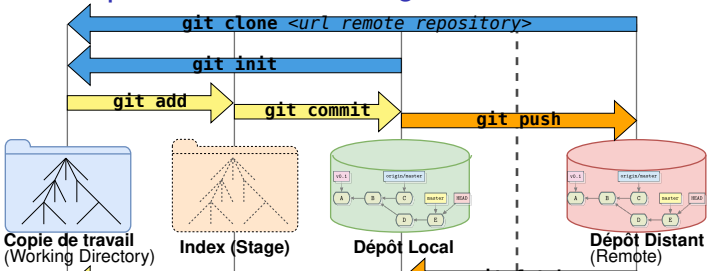 git clone <url remote repository>
git init
git add
git commit
git push
v0.1
origin/master
A
B
C
master
HEAD
D
E
v0.1
origin/master
A
B
C
master
HEAD
D
E
Copie de travail
(Working Directory)
Index (Stage)
Dépôt Local
Dépôt Distant
(Remote)